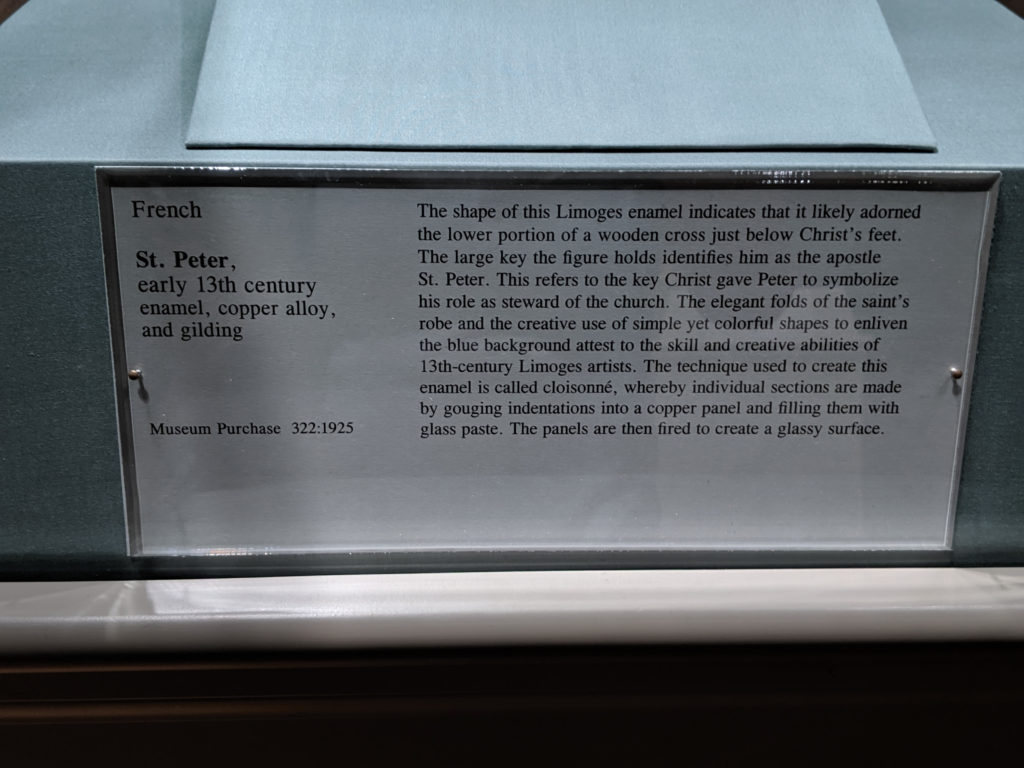 French
St. Peter,
early 13th century
enamel, copper alloy,
and gilding
Museum Purchase 322:1925
The shape of this Limoges enamel indicates that it likely adorned
the lower portion of a wooden cross just below Christ's feet.
The large key the figure holds identifies him as the apostle
St. Peter. This refers to the key Christ gave Peter to symbolize
his role as steward of the church. The elegant folds of the saint's
robe and the creative use of simple yet colorful shapes to enliven
the blue background attest to the skill and creative abilities of
13th-century Limoges artists. The technique used to create this
enamel is called cloisonné, whereby individual sections are made
by gouging indentations into a copper panel and filling them with
glass paste. The panels are then fired to create a glassy surface.